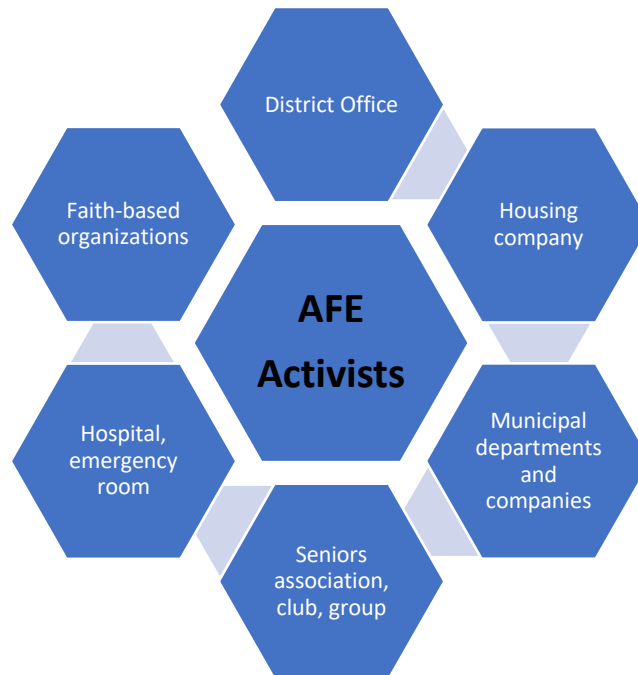 District Office
Faith-based
organizations
Housing
company
AFE
Activists
Hospital,
emergency
room
Municipal
departments
and
companies
Seniors
association,
club, group